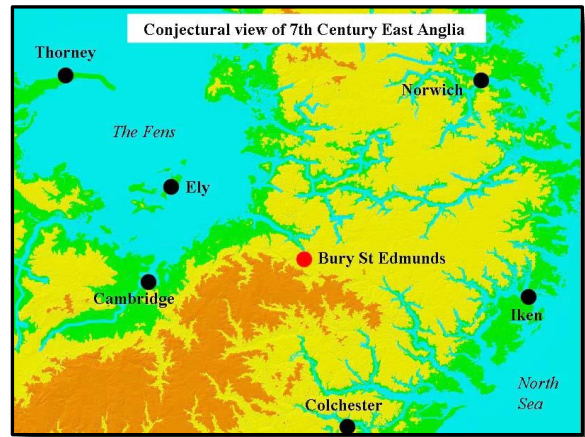 Conjectural view of 7th Century East Anglia
Thorney
Norwich
The Fens
Ely
Bury St Edmunds
Cambridge
Iken
North
Sea
Colchester